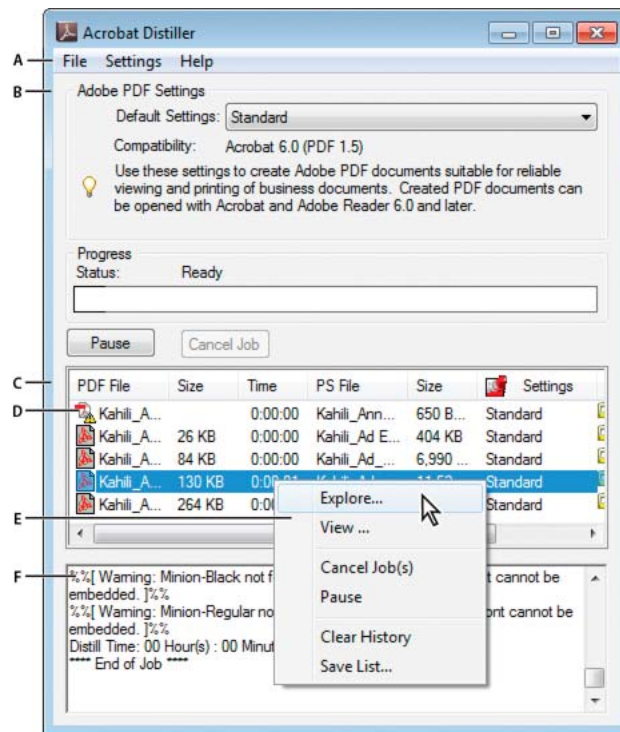 Acrobat Distiller
A
File Settings Help
B
Adobe PDF Settings
Default Settings: Standard
Compatibility: Acrobat 6.0 (PDF 1.5)
Use these settings to create Adobe PDF documents suitable for reliable
viewing and printing of business documents. Created PDF documents can
be opened with Acrobat and Adobe Reader 6.0 and later.
Progress
Status: Ready
Pause Cancel Job
C
PDF File Size Time PS File Size Settings
D
Kahili_A... 0:00:00 Kahili_Ann... 650 B... Standard
Kahili_A... 26 KB 0:00:00 Kahili_Ad E... 404 KB Standard
Kahili_A... 84 KB 0:00:00 Kahili_Ad_... 6,990 ... Standard
Kahili_A... 130 KB Standard
Kahili_A... 264 KB Standard
E
Explore...
View ...
Cancel Job(s)
Pause
Clear History
Save List...
F
%%[ Warning: Minion-Black not cannot be
embedded. ]%%
%%[ Warning: Minion-Regular cannot be
embedded. ]%%
Distill Time: 00 Hour(s) : 00
**** End of Job ****